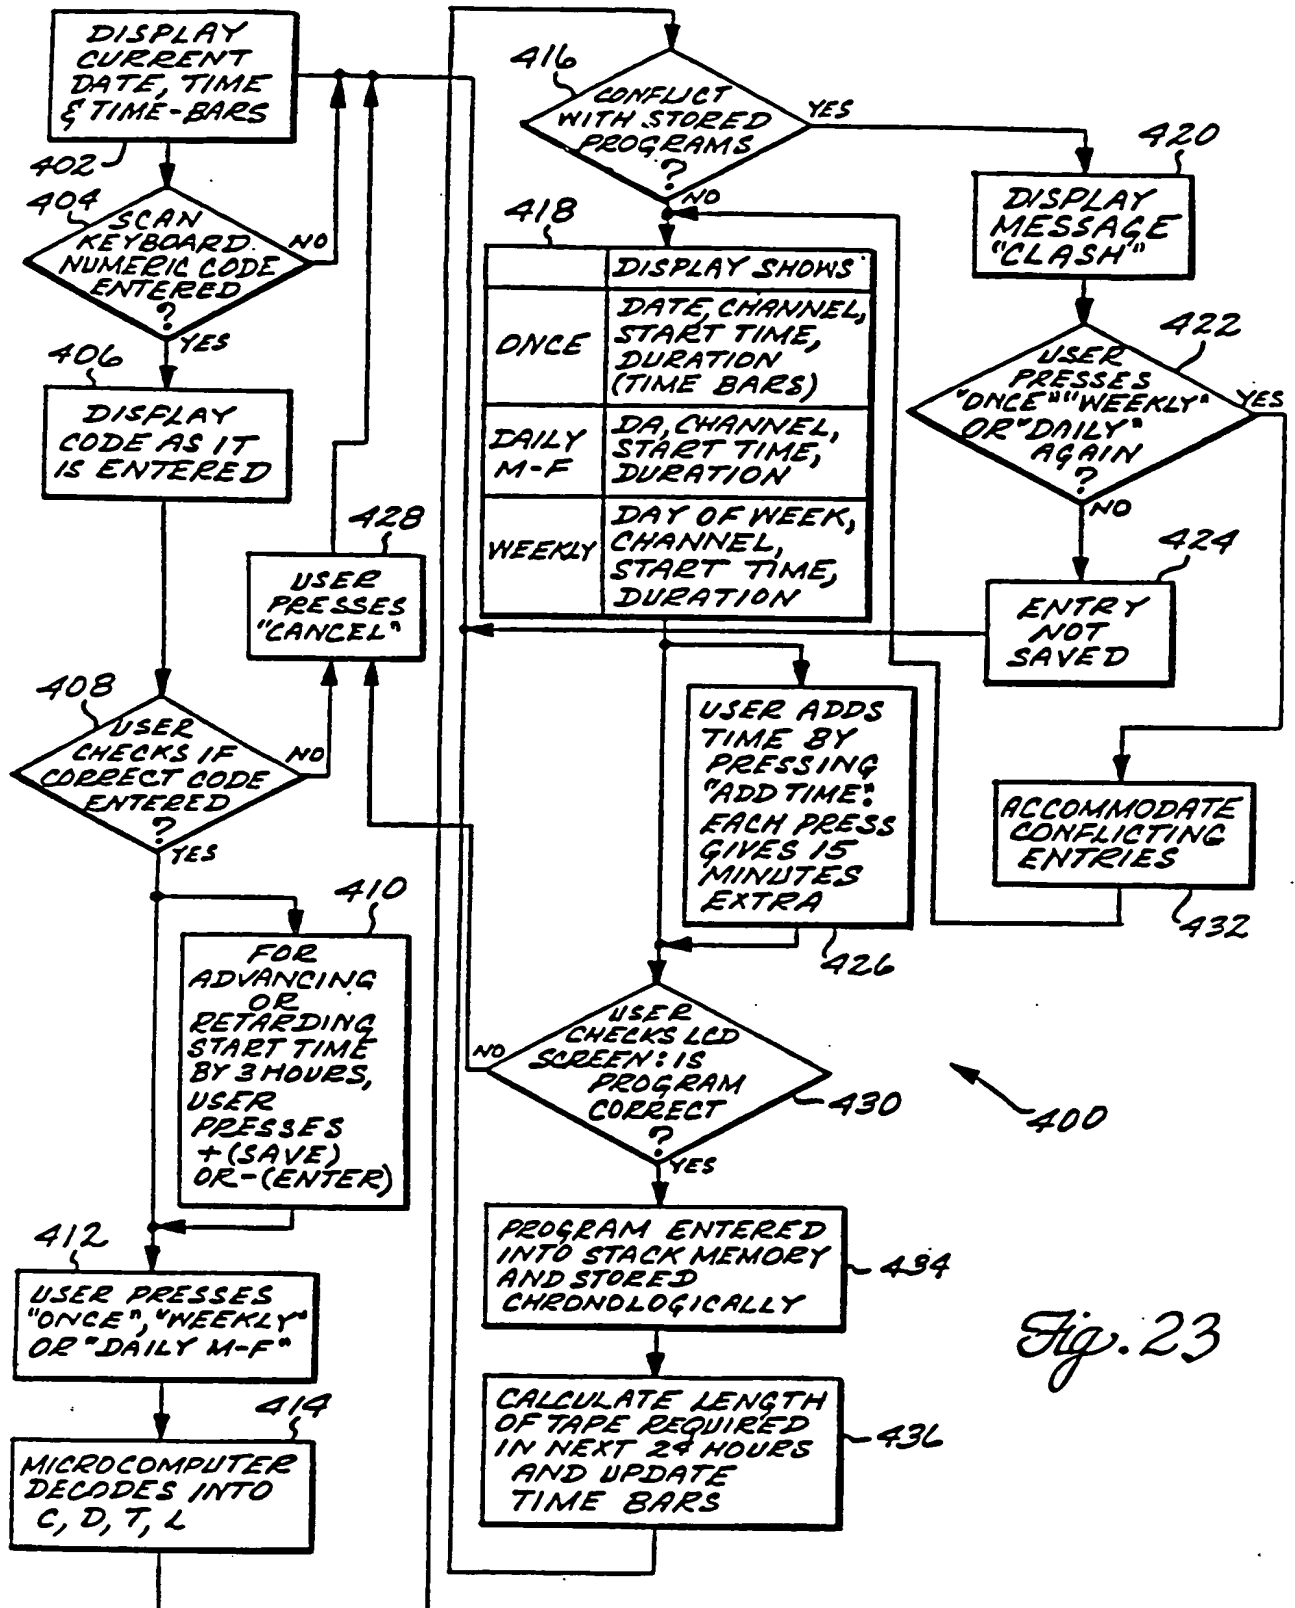 DISPLAY
CURRENT
DATE, TIME
& TIME-BARS
402
404
SCAN
KEYBOARD.
NUMERIC CODE
ENTERED
?
NO
YES
406
DISPLAY
CODE AS IT
IS ENTERED
428
USER
PRESSES
"CANCEL"
408
USER
CHECKS IF
CORRECT CODE
ENTERED
?
NO
YES
410
FOR
ADVANCING
OR
RETARDING
START TIME
BY 3 HOURS,
USER
PRESSES
+(SAVE)
OR-(ENTER)
412
USER PRESSES
"ONCE", "WEEKLY"
OR "DAILY M-F"
414
MICROCOMPUTER
DECODES INTO
C, D, T, L
416
CONFLICT
WITH STORED
PROGRAMS
?
YES
NO
418
DISPLAY SHOWS
ONCE
DATE, CHANNEL,
START TIME,
DURATION
(TIME BARS)
DAILY
M-F
DA, CHANNEL,
START TIME,
DURATION
WEEKLY
DAY OF WEEK,
CHANNEL,
START TIME,
DURATION
420
DISPLAY
MESSAGE
"CLASH"
422
USER
PRESSES
"ONCE" "WEEKLY"
OR "DAILY"
AGAIN
?
YES
NO
424
ENTRY
NOT
SAVED
USER ADDS
TIME BY
PRESSING
"ADD TIME".
EACH PRESS
GIVES 15
MINUTES
EXTRA
426
ACCOMMODATE
CONFLICTING
ENTRIES
432
USER
CHECKS LCD
SCREEN: IS
PROGRAM
CORRECT
?
NO
YES
430
400
PROGRAM ENTERED
INTO STACK MEMORY
AND STORED
CHRONOLOGICALLY
434
CALCULATE LENGTH
OF TAPE REQUIRED
IN NEXT 24 HOURS
AND UPDATE
TIME BARS
436
Fig. 23